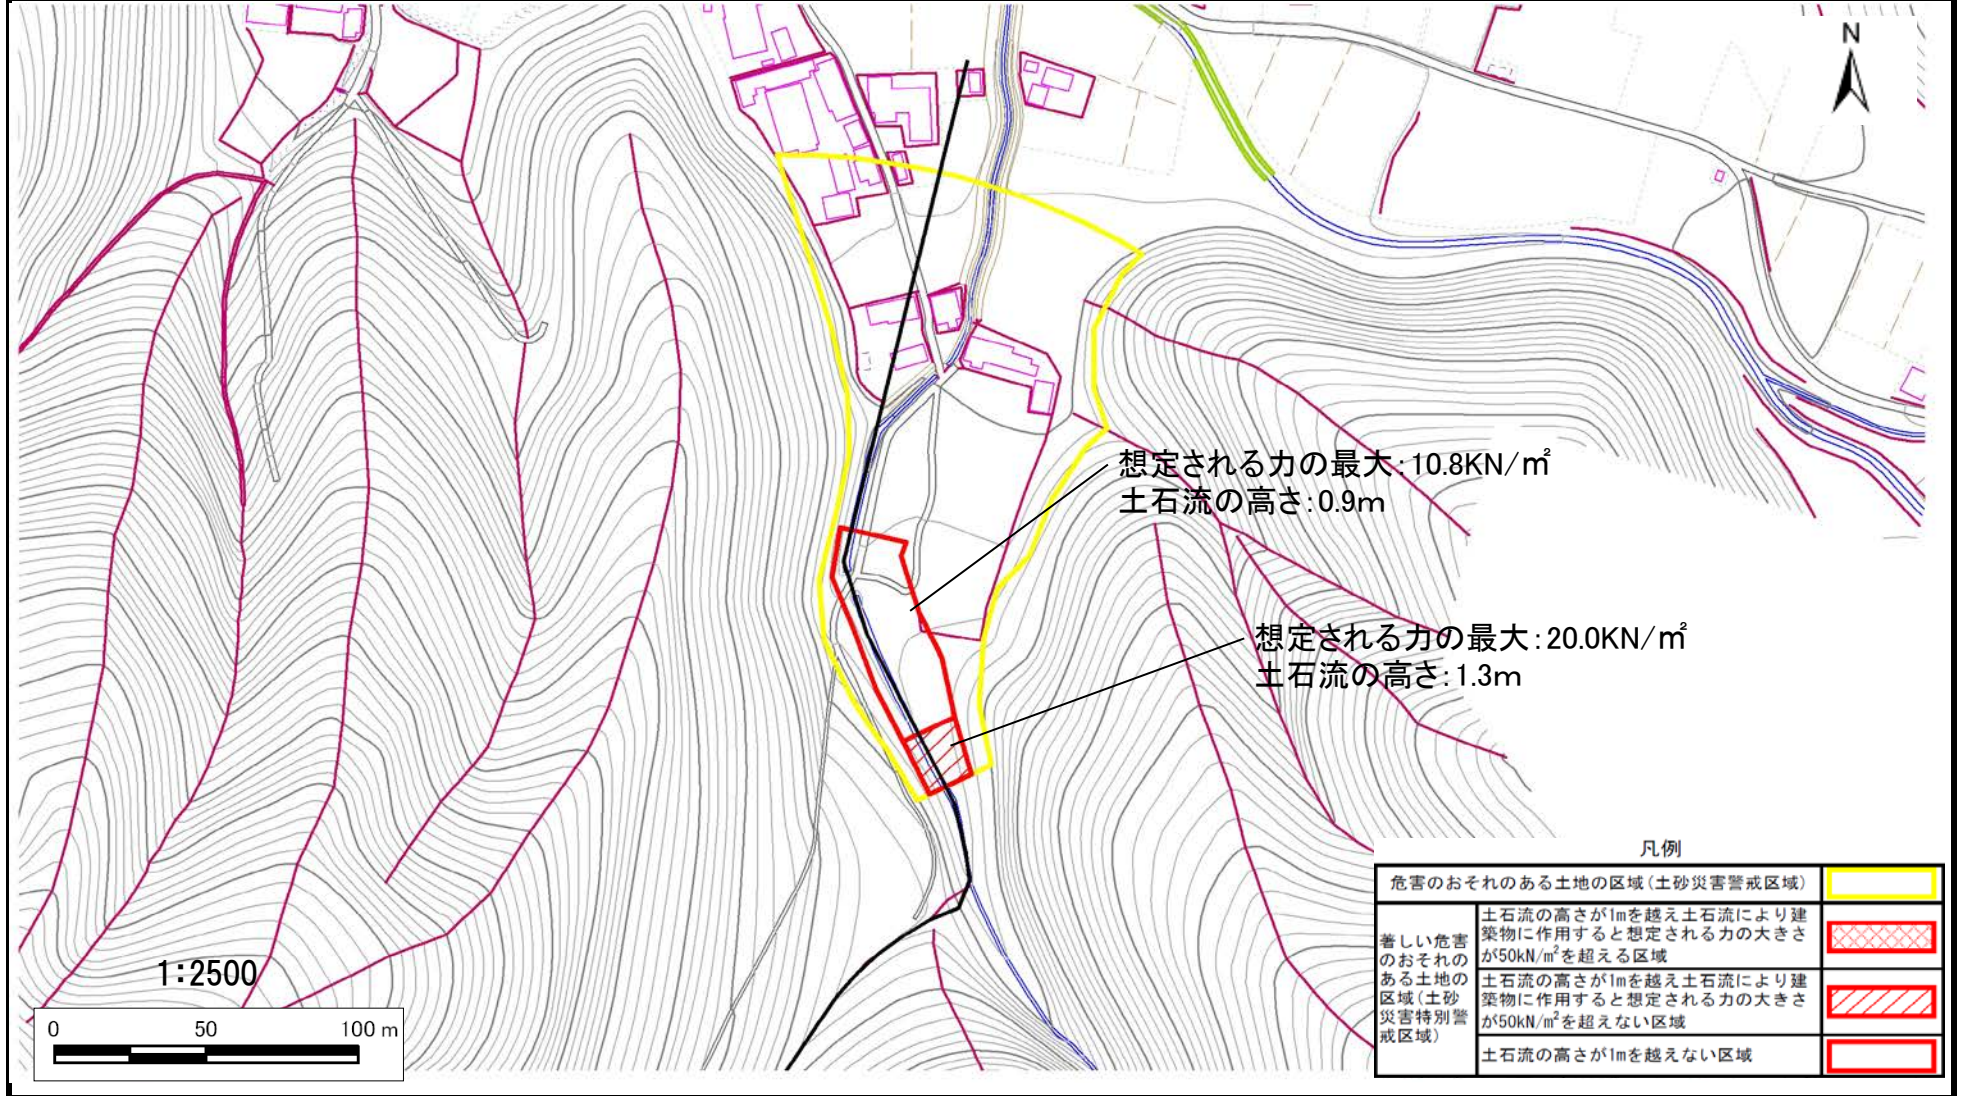 N
想定される力の最大:10.8KN/㎡
土石流の高さ:0.9m
想定される力の最大:20.0KN/㎡
土石流の高さ:1.3m
1:2500
0 50 100 m
凡例
危害のおそれのある土地の区域(土砂災害警戒区域)
著しい危害
のおそれの
ある土地の
区域(土砂
災害特別警
戒区域)
土石流の高さが1mを越え土石流により建
築物に作用すると想定される力の大きさ
が50kN/㎡を超える区域
土石流の高さが1mを越え土石流により建
築物に作用すると想定される力の大きさ
が50kN/㎡を超えない区域
土石流の高さが1mを越えない区域